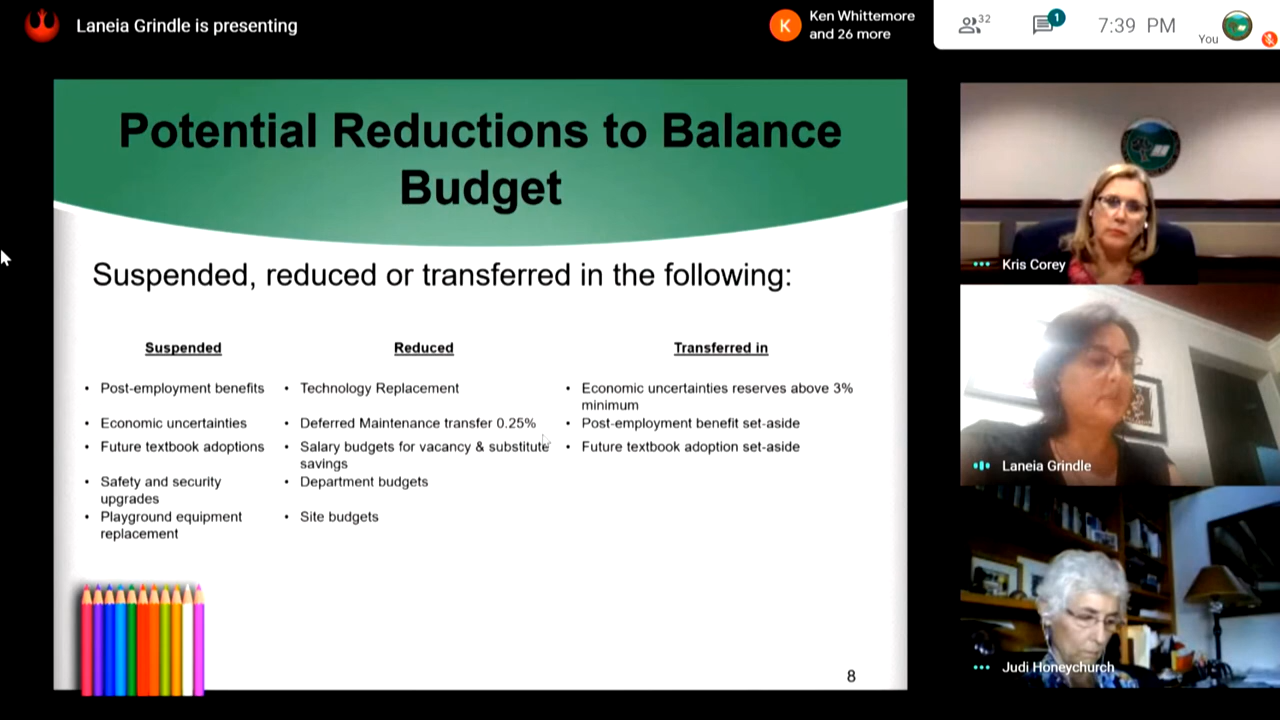 Laneia Grindle is presenting
K
Ken Whittemore
and 26 more
32
1
7:39 PM
You
Potential Reductions to Balance
Budget
Suspended, reduced or transferred in the following:
Suspended
• Post-employment benefits
• Economic uncertainties
• Future textbook adoptions
• Safety and security
upgrades
• Playground equipment
replacement
Reduced
• Technology Replacement
• Deferred Maintenance transfer 0.25%
• Salary budgets for vacancy & substitute
savings
• Department budgets
• Site budgets
Transferred in
• Economic uncertainties reserves above 3%
minimum
• Post-employment benefit set-aside
• Future textbook adoption set-aside
8
Kris Corey
Laneia Grindle
Judi Honeychurch